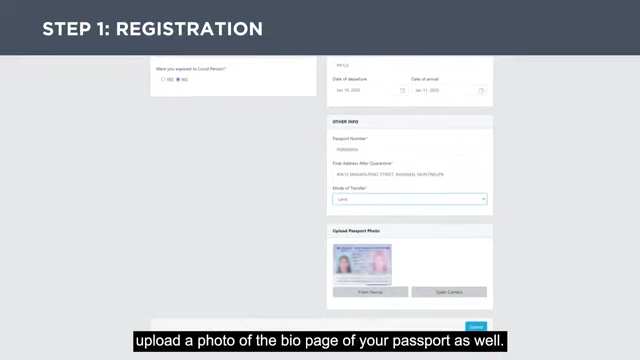 STEP 1: REGISTRATION
Were you exposed to Covid Person?*
YES
NO
PR722
Date of departure
Date of arrival
Jan 10, 2020
Jan 11, 2020
OTHER INFO
Passport Number*
Final Address After Quarantine*
Mode of Transfer*
Land
Upload Passport Photo
From Device
Open Camera
Submit
upload a photo of the bio page of your passport as well.